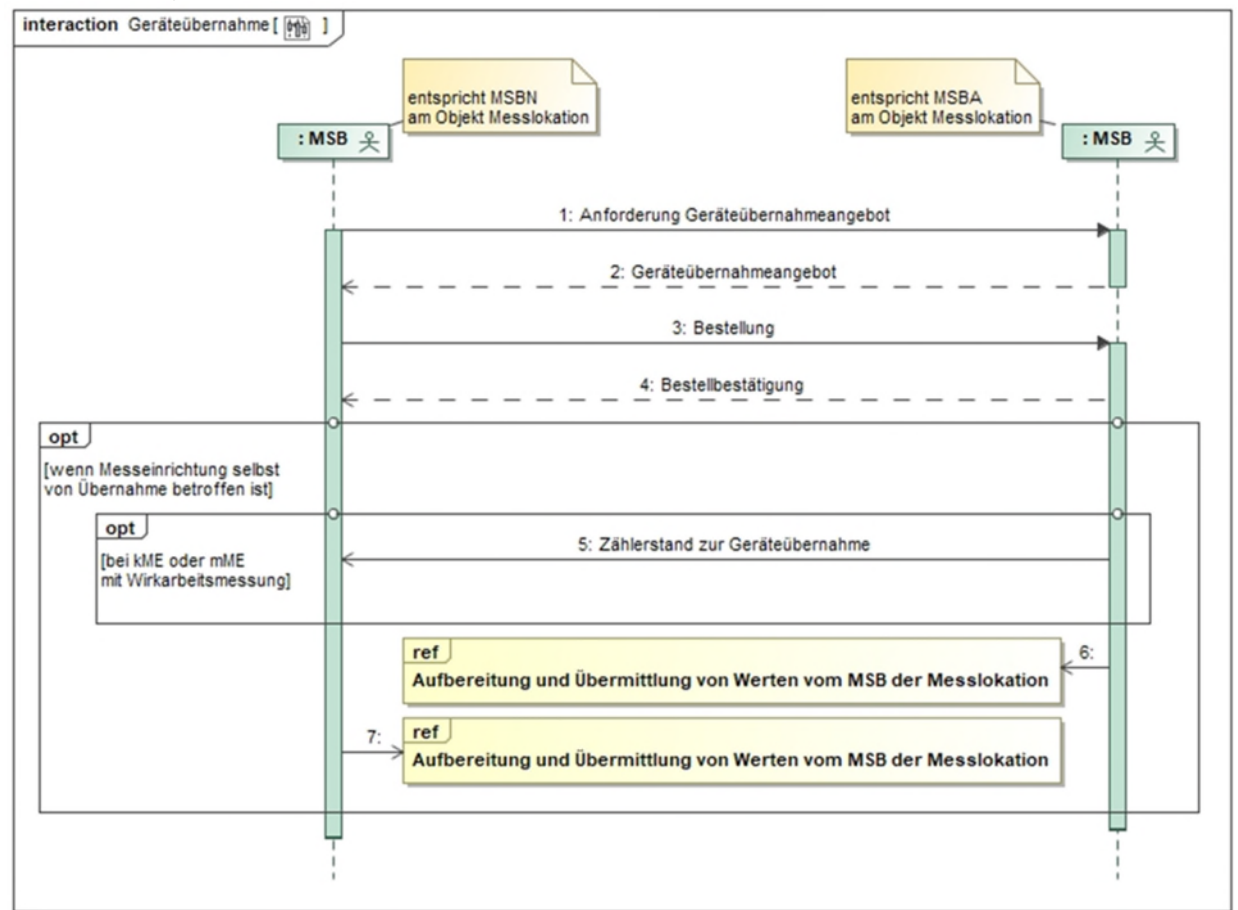 interaction Geräteübernahme [ ]
entspricht MSBN
am Objekt Messlokation
entspricht MSBA
am Objekt Messlokation
: MSB
: MSB
1: Anforderung Geräteübernahmeangebot
2: Geräteübernahmeangebot
3: Bestellung
4: Bestellbestätigung
opt
[wenn Messeinrichtung selbst
von Übernahme betroffen ist]
opt
[bei kME oder mME
mit Wirkarbeitsmessung]
5: Zählerstand zur Geräteübernahme
ref
Aufbereitung und Übermittlung von Werten vom MSB der Messlokation
6:
7:
ref
Aufbereitung und Übermittlung von Werten vom MSB der Messlokation